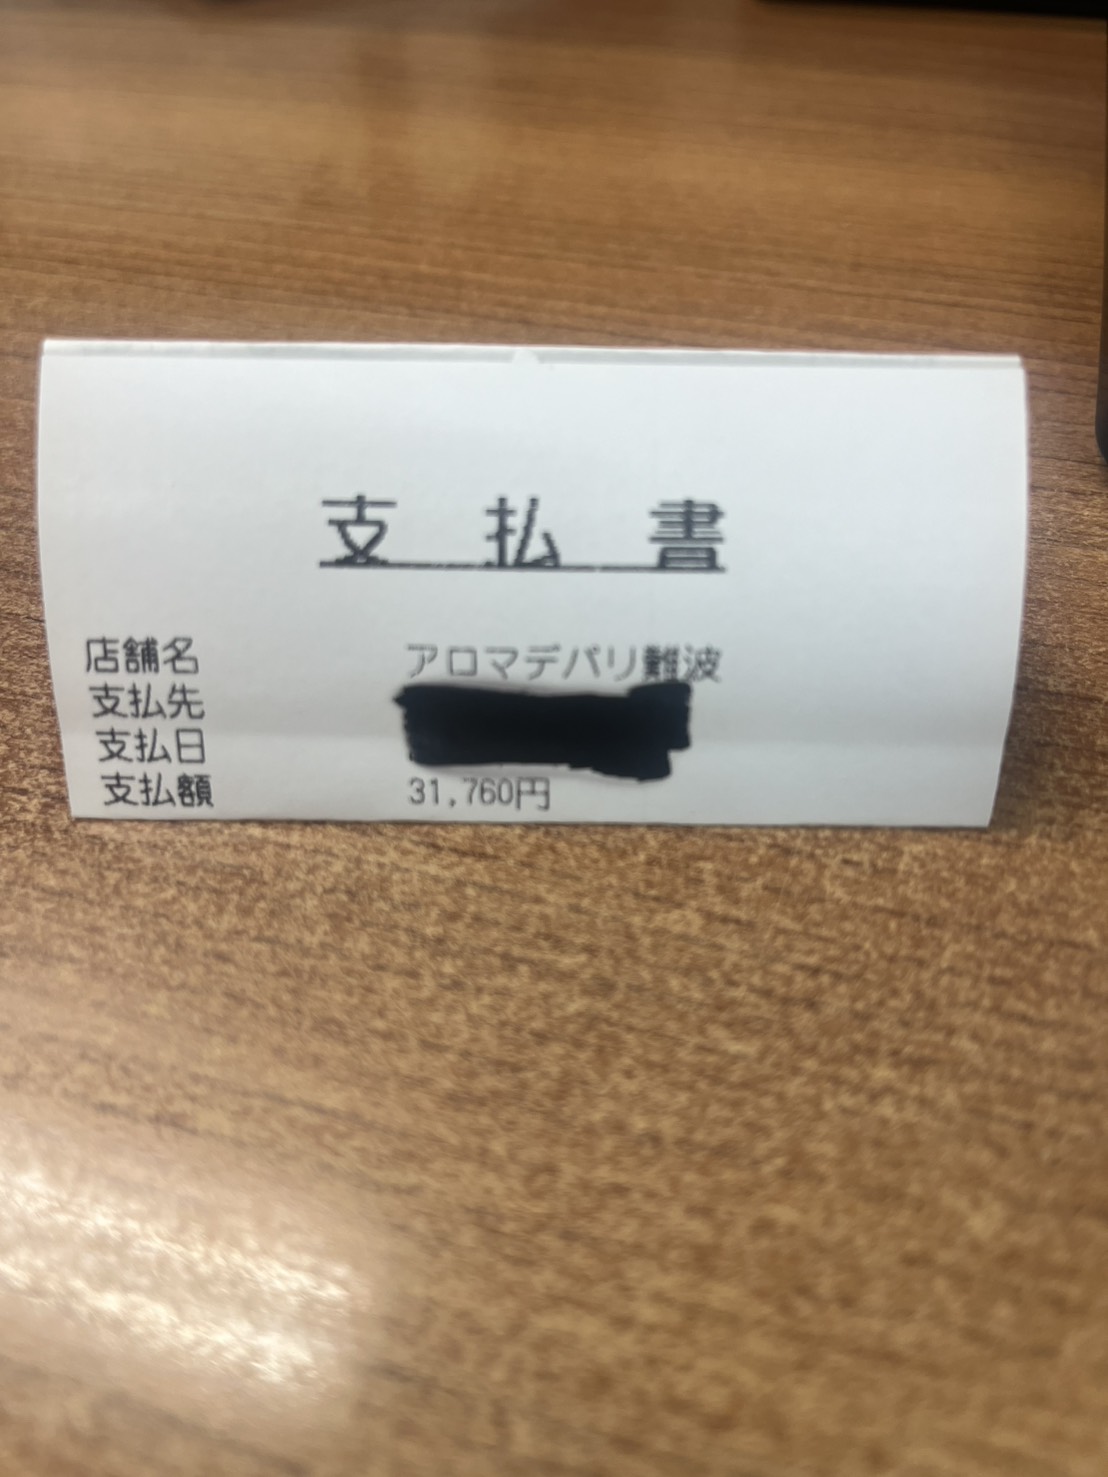 支払書
店舗名 アロマデパリ難波
支払先
支払日
支払額 31,760円